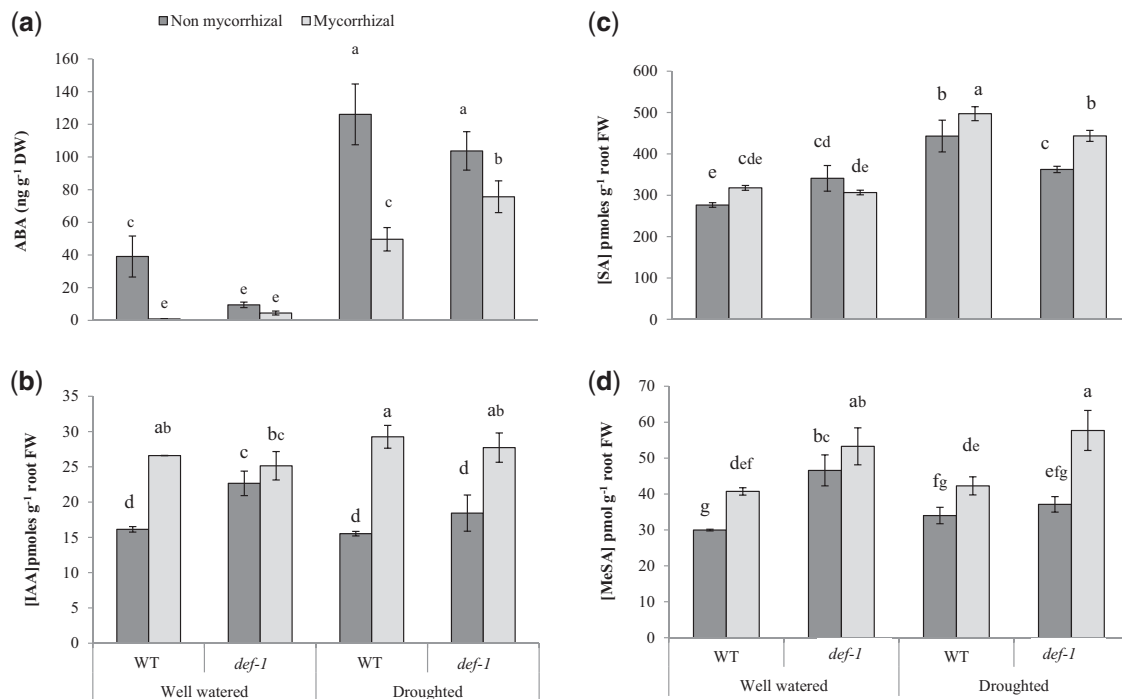 (a)
Non mycorrhizal Mycorrhizal
ABA (ng g⁻¹ DW)
160
140
120
100
80
60
40
20
0
c e e e a c a b
(c)
[SA] pmoles g⁻¹ root FW
600
500
400
300
200
100
0
e cde cd de b a c b
(b)
[IAA]pmoles g⁻¹ root FW
35
30
25
20
15
10
5
0
d ab c bc d a d ab
WT def-1 WT def-1
Well watered Droughted
(d)
[MeSA] pmol g⁻¹ root FW
70
60
50
40
30
20
10
0
g def bc ab fg de efg a
WT def-1 WT def-1
Well watered Droughted